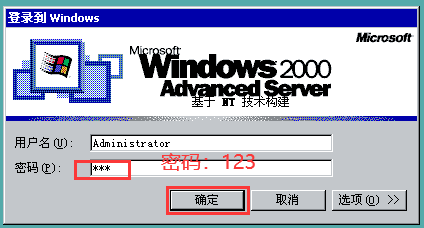 登录到 Windows
Microsoft
Microsoft
Windows 2000
Advanced Server
基于 NT 技术构建
用户名(U):
Administrator
密码(P):
***
密码：123
确定
取消
选项(O) >>